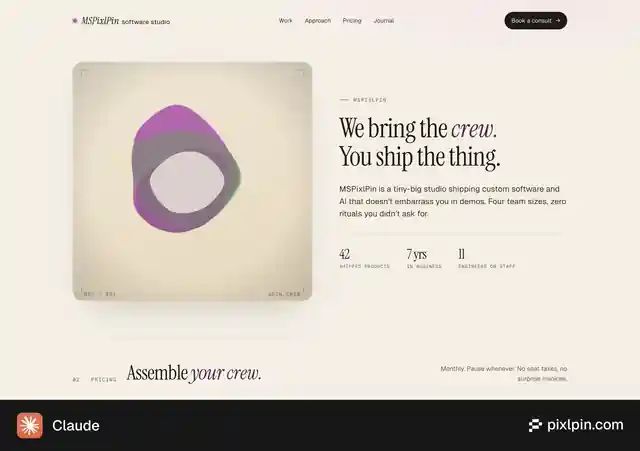 MSPixlPin software studio
Work Approach Pricing Journal
Book a consult →
MSPIXLPIN
We bring the crew.
You ship the thing.
MSPixlPin is a tiny-big studio shipping custom software and
AI that doesn't embarrass you in demos. Four team sizes, zero
rituals you didn't ask for.
42 7 yrs 11
SHIPPED PRODUCTS IN BUSINESS ENGINEERS ON STAFF
02 PRICING Assemble your crew.
Monthly. Pause whenever. No seat taxes, no
surprise invoices.
Claude
pixlpin.com